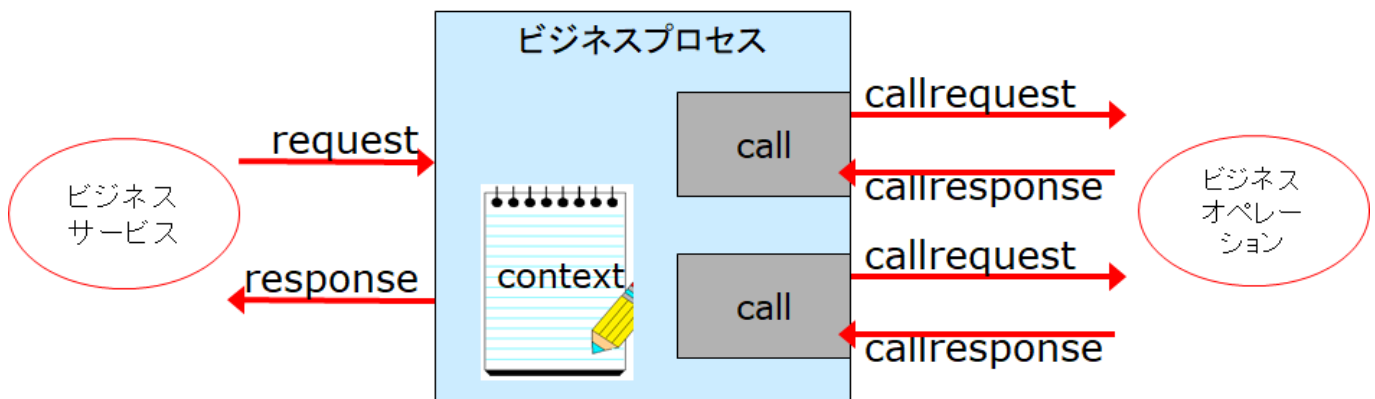 ビジネスプロセス
request
response
ビジネス
サービス
context
call
callrequest
callresponse
call
callrequest
callresponse
ビジネス
オペレー
ション